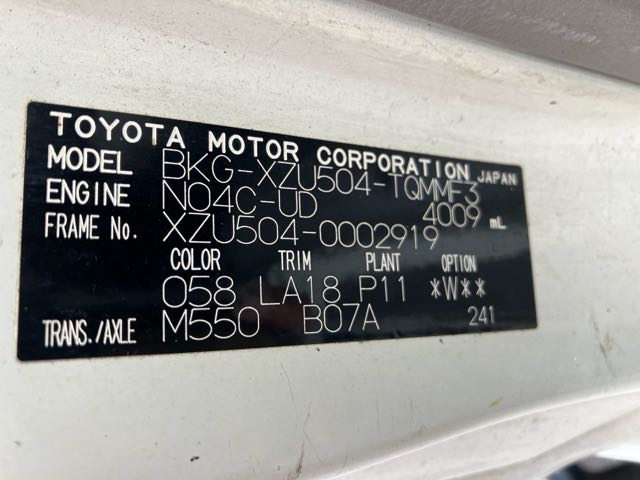 TOYOTA MOTOR CORPORATION JAPAN
MODEL BKG-XZU504-TQMMF3
ENGINE N04C-UD 4009 mL
FRAME No. XZU504-0002919
COLOR TRIM PLANT OPTION
058 LA18 P11 *W**
TRANS./AXLE M550 B07A 241